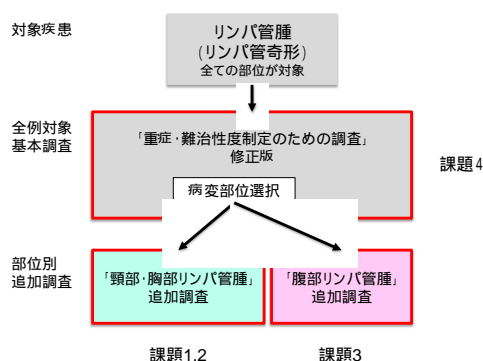 対象疾患
リンパ管腫
(リンパ管奇形)
全ての部位が対象
全例対象
基本調査
「重症・難治性度制定のための調査」
修正版
病変部位選択
課題4
部位別
追加調査
「頸部・胸部リンパ管腫」
追加調査
「腹部リンパ管腫」
追加調査
課題1,2
課題3